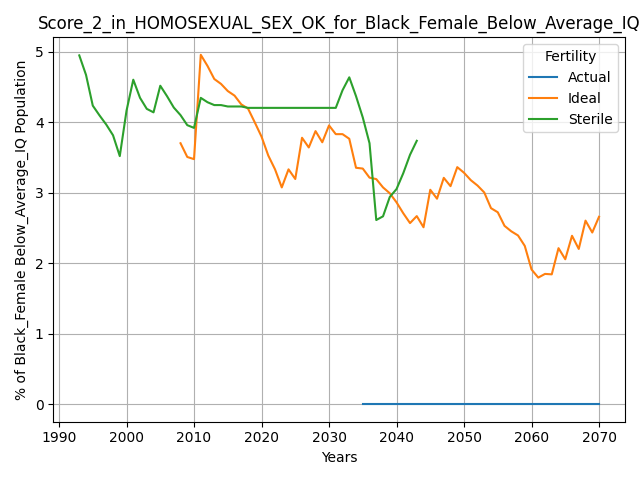 Score_2_in_HOMOSEXUAL_SEX_OK_for_Black_Female_Below_Average_IQ
% of Black_Female Below_Average_IQ Population
5
4
3
2
1
0
Fertility
Actual
Ideal
Sterile
1990 2000 2010 2020 2030 2040 2050 2060 2070
Years